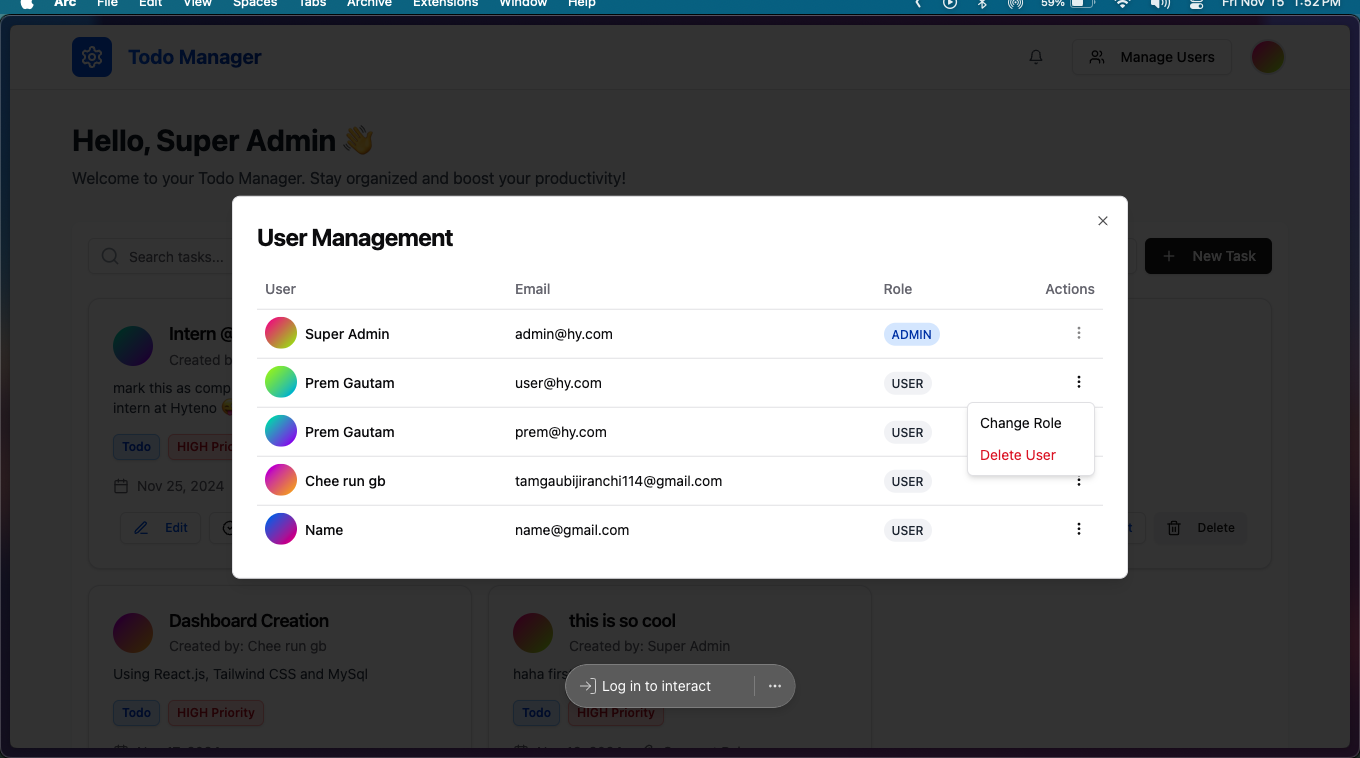 Arc File Edit View Spaces Tabs Archive Extensions Window Help 59% Fri Nov 15 1:52 PM
Todo Manager
Manage Users
Hello, Super Admin 👋
Welcome to your Todo Manager. Stay organized and boost your productivity!
Search tasks...
New Task
User Management
User Email Role Actions
Super Admin admin@hy.com ADMIN
Prem Gautam user@hy.com USER
Change Role
Prem Gautam prem@hy.com USER
Delete User
Chee run gb tamgaubijiranchi114@gmail.com USER
Name name@gmail.com USER
Intern @
Created b
mark this as comp
intern at Hyteno
Todo HIGH Prio
Nov 25, 2024
Edit
Delete
Dashboard Creation
Created by: Chee run gb
Using React.js, Tailwind CSS and MySql
Todo HIGH Priority
this is so cool
Created by: Super Admin
haha firs
Todo HIGH Priority
Log in to interact